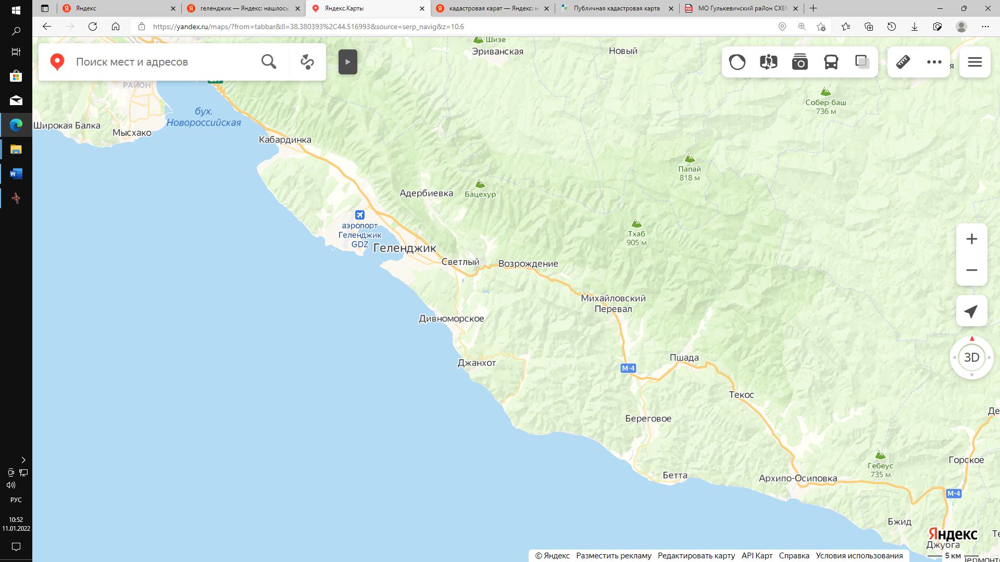 Яндекс
геленджик — Яндекс: нашлось
Яндекс.Карты
кадастровая карат — Яндекс: н
Публичная кадастровая карта
МО Гулькевичский район СХЕМ
https://yandex.ru/maps/?from=tabbar&ll=38.380393%2C44.516993&source=serp_navig&z=10.6
Поиск мест и адресов
Шизе
Эриванская
Новый
РАЙОН
Собер-баш
736 м
бух.
Новороссийская
Широкая Балка
Мысхако
Кабардинка
Папай
818 м
Адербиевка
Бацехур
аэропорт
Геленджик
GDZ
Тхаб
905 м
Геленджик
Светлый
Возрождение
Михайловский
Перевал
Дивноморское
Джанхот
Пшада
3D
М-4
Текос
Береговое
Де
Гебеус
735 м
Горское
Бетта
Архипо-Осиповка
М-4
Бжид
Яндекс
Джубга
Те
РУС
10:52
11.01.2022
© Яндекс Разместить рекламу Редактировать карту API Карт Справка Условия использования
5 км